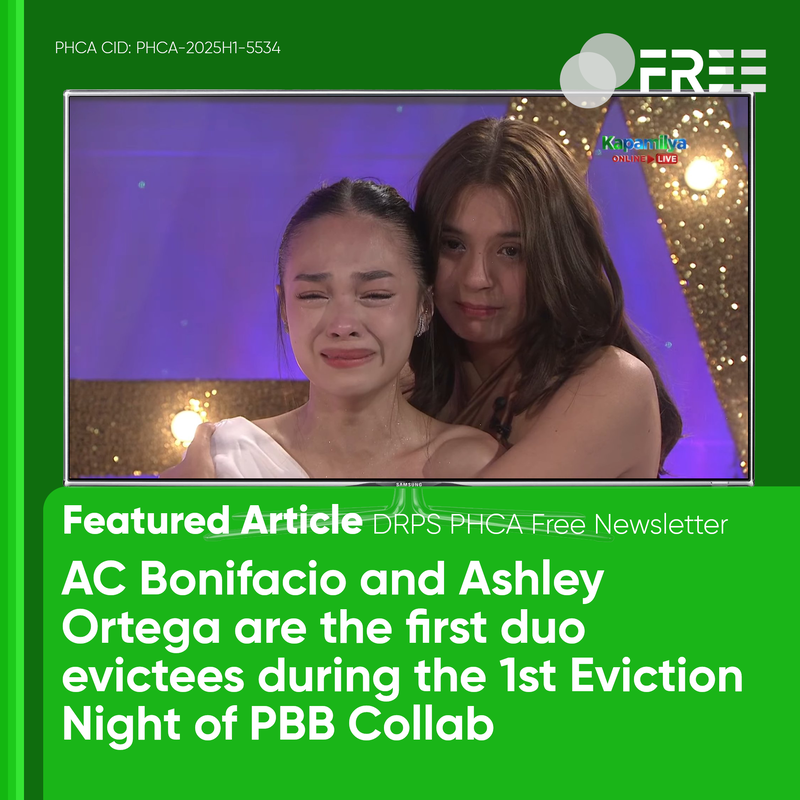 PHCA CID: PHCA-2025H1-5534
FREE
Kapamilya
ONLINE LIVE
SAMSUNG
Featured Article DRPS PHCA Free Newsletter
AC Bonifacio and Ashley
Ortega are the first duo
evictees during the 1st Eviction
Night of PBB Collab